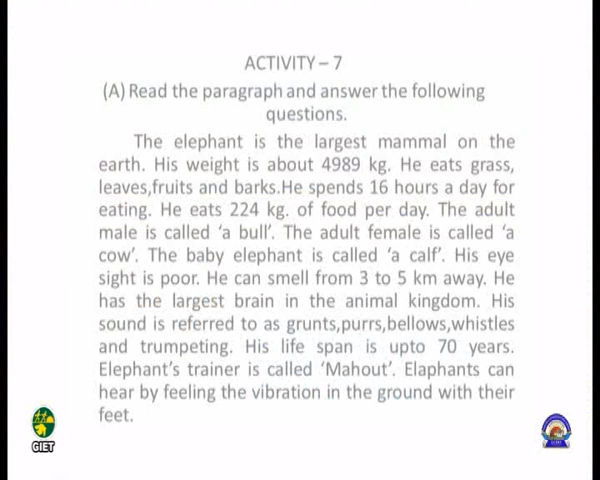 ACTIVITY – 7
(A) Read the paragraph and answer the following
questions.
The elephant is the largest mammal on the
earth. His weight is about 4989 kg. He eats grass,
leaves,fruits and barks.He spends 16 hours a day for
eating. He eats 224 kg. of food per day. The adult
male is called ‘a bull’. The adult female is called ‘a
cow’. The baby elephant is called ‘a calf’. His eye
sight is poor. He can smell from 3 to 5 km away. He
has the largest brain in the animal kingdom. His
sound is referred to as grunts,purrs,bellows,whistles
and trumpeting. His life span is upto 70 years.
Elephant’s trainer is called ‘Mahout’. Elaphants can
hear by feeling the vibration in the ground with their
feet.
GIET